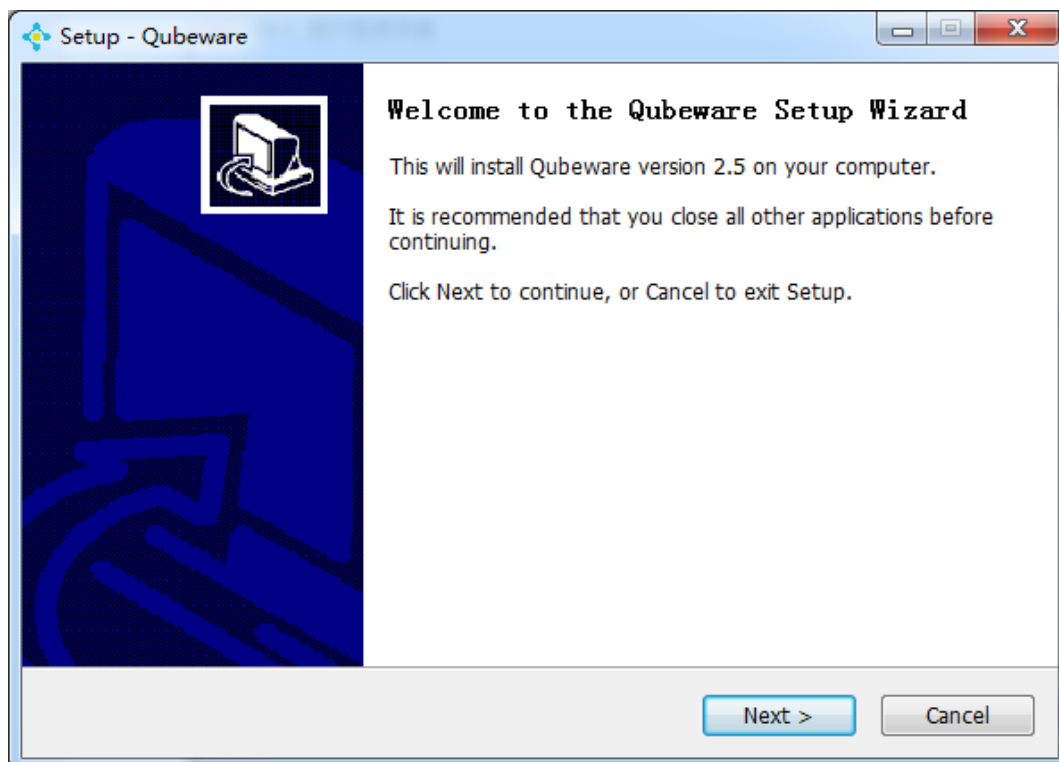 Setup - Qubeware
Welcome to the Qubeware Setup Wizard
This will install Qubeware version 2.5 on your computer.
It is recommended that you close all other applications before
continuing.
Click Next to continue, or Cancel to exit Setup.
Next >
Cancel